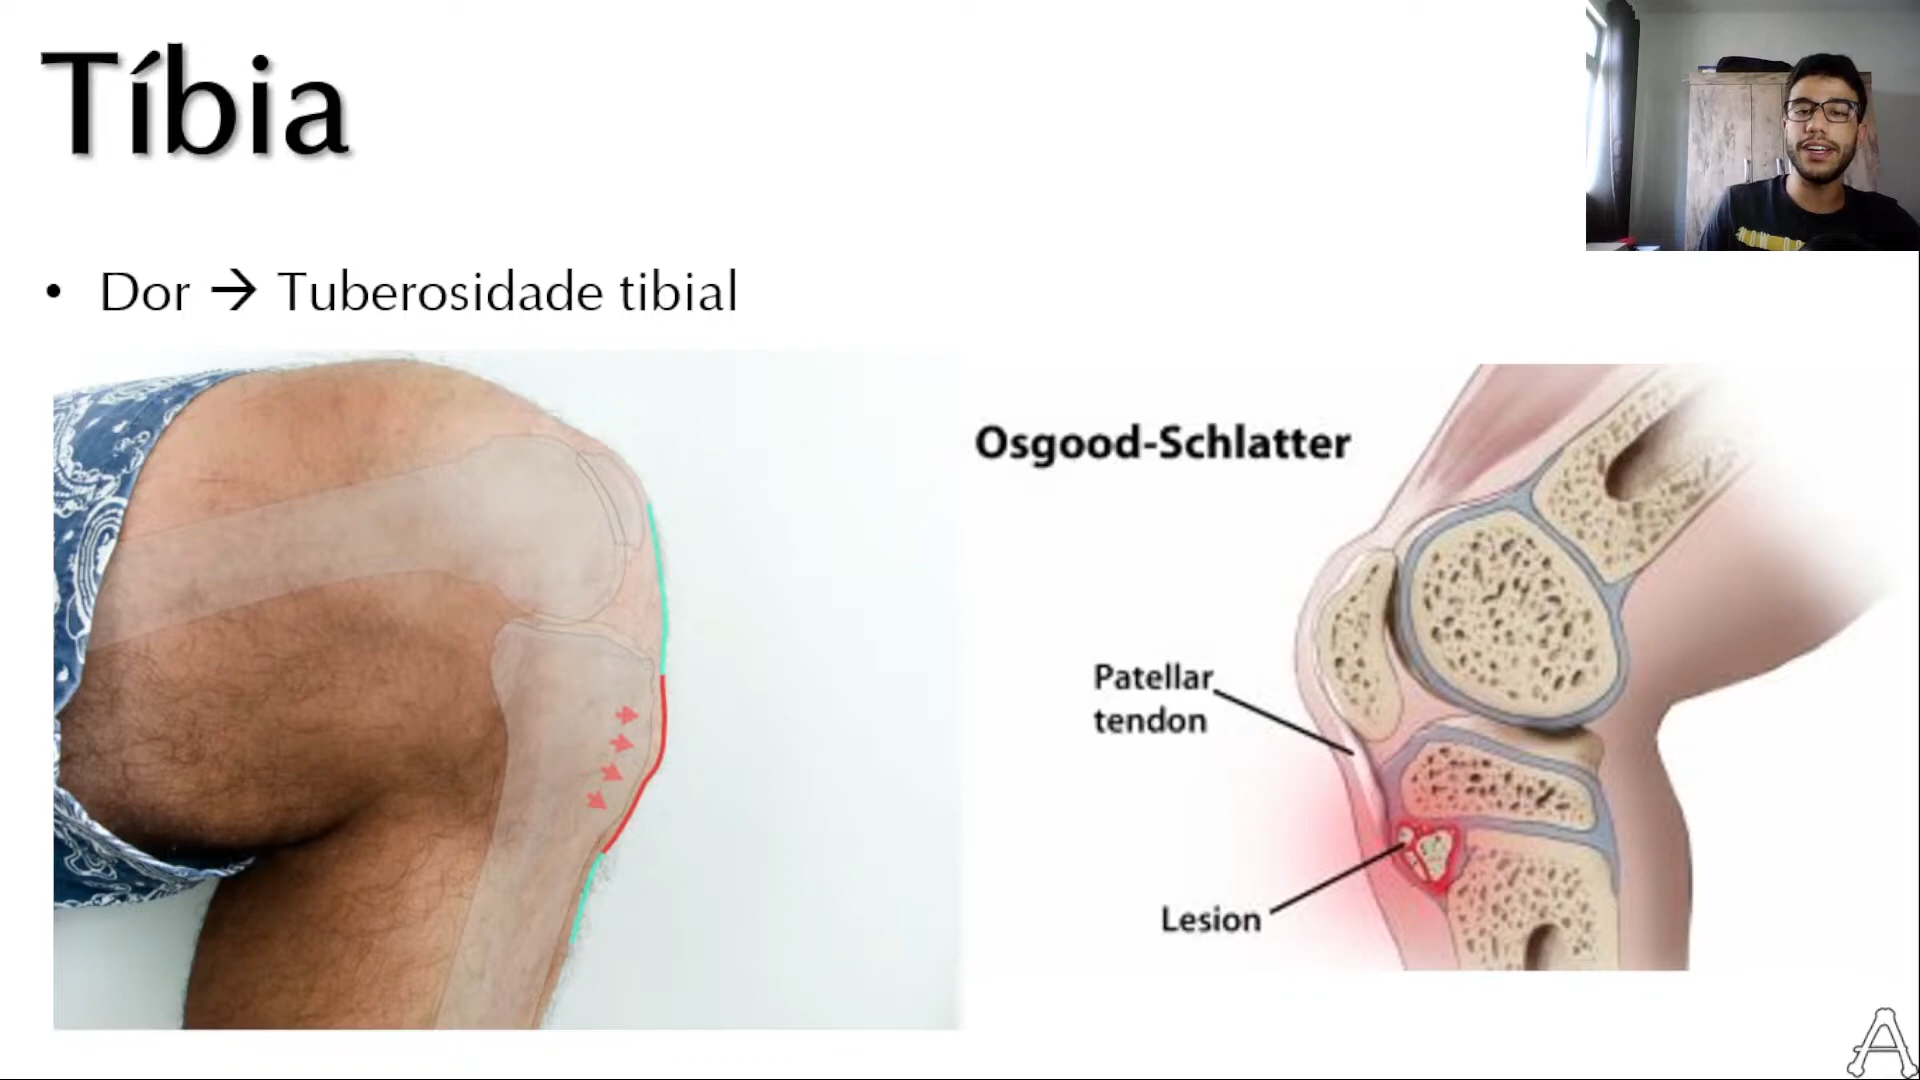 Tíbia
• Dor → Tuberosidade tibial
Osgood-Schlatter
Patellar
tendon
Lesion
A